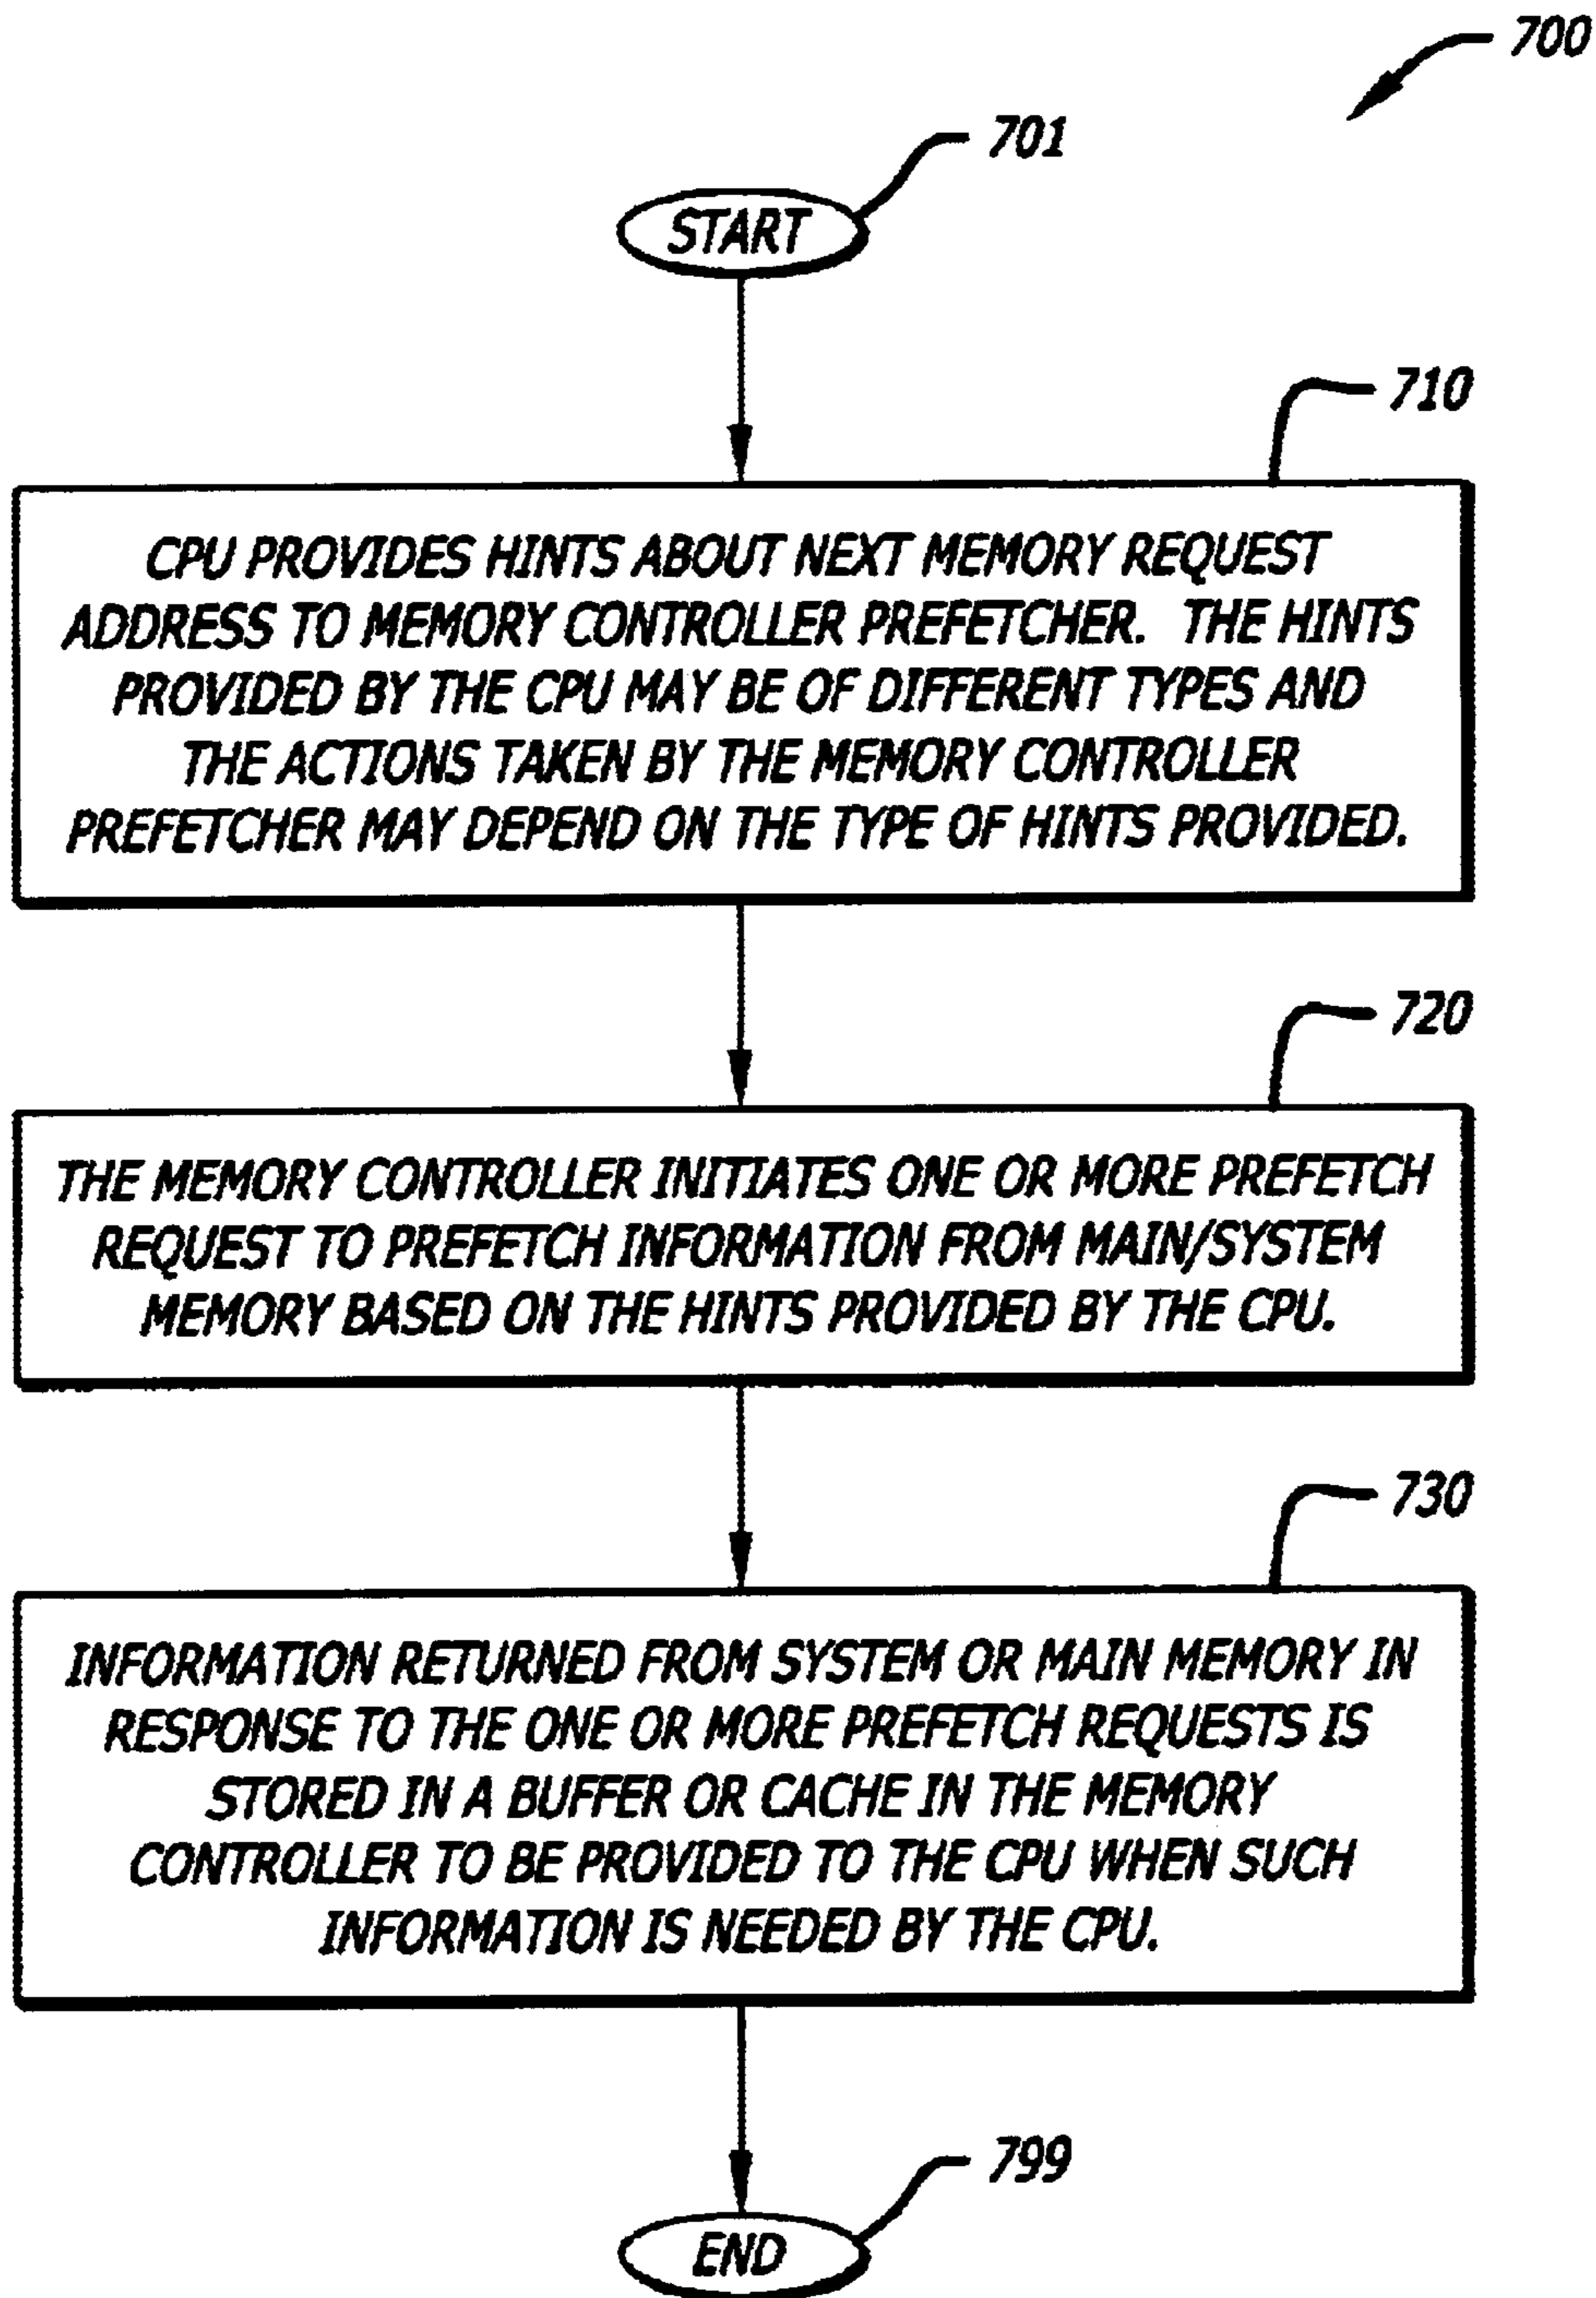 700
701
START
710
CPU PROVIDES HINTS ABOUT NEXT MEMORY REQUEST
ADDRESS TO MEMORY CONTROLLER PREFETCHER. THE HINTS
PROVIDED BY THE CPU MAY BE OF DIFFERENT TYPES AND
THE ACTIONS TAKEN BY THE MEMORY CONTROLLER
PREFETCHER MAY DEPEND ON THE TYPE OF HINTS PROVIDED.
720
THE MEMORY CONTROLLER INITIATES ONE OR MORE PREFETCH
REQUEST TO PREFETCH INFORMATION FROM MAIN/SYSTEM
MEMORY BASED ON THE HINTS PROVIDED BY THE CPU.
730
INFORMATION RETURNED FROM SYSTEM OR MAIN MEMORY IN
RESPONSE TO THE ONE OR MORE PREFETCH REQUESTS IS
STORED IN A BUFFER OR CACHE IN THE MEMORY
CONTROLLER TO BE PROVIDED TO THE CPU WHEN SUCH
INFORMATION IS NEEDED BY THE CPU.
799
END